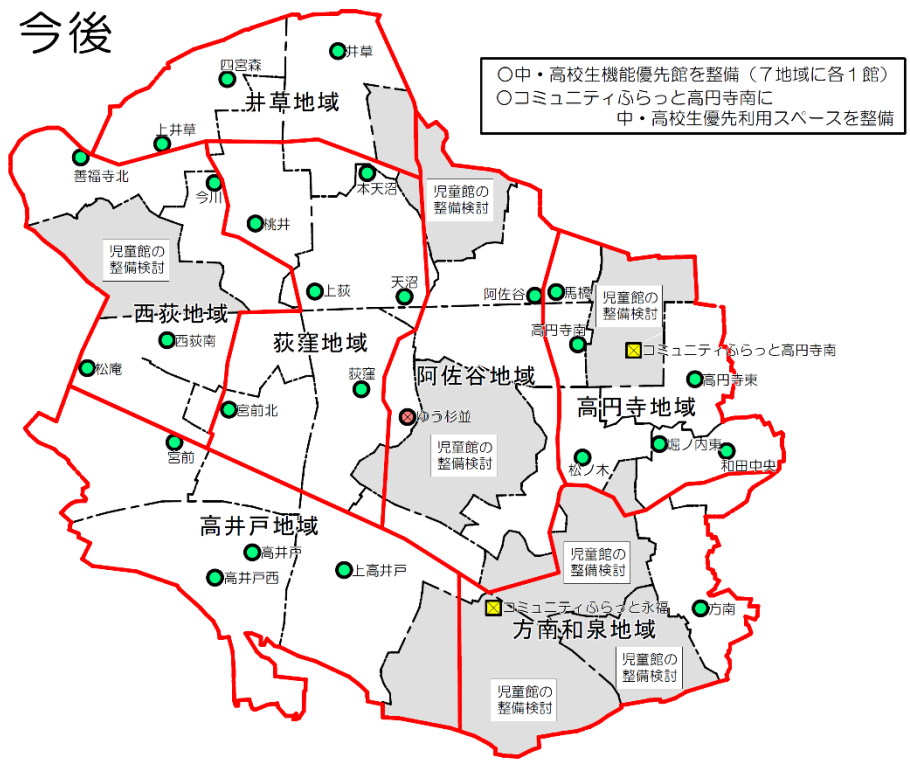 今後
○中・高校生機能優先館を整備（7地域に各1館）
○コミュニティふらっと高円寺南に
中・高校生優先利用スペースを整備
井草
四宮森
井草地域
上井草
善福寺北
今川
本天沼
児童館の
整備検討
桃井
児童館の
整備検討
上荻
天沼
阿佐谷
馬橋
児童館の
整備検討
西荻地域
西荻南
荻窪地域
高円寺南
コミュニティふらっと高円寺南
松庵
荻窪
阿佐谷地域
高円寺東
宮前北
ゆう杉並
高円寺地域
宮前
児童館の
整備検討
松ノ木
堀ノ内東
和田中央
高井戸地域
高井戸
高井戸西
上高井戸
児童館の
整備検討
コミュニティふらっと永福
方南
方南和泉地域
児童館の
整備検討
児童館の
整備検討